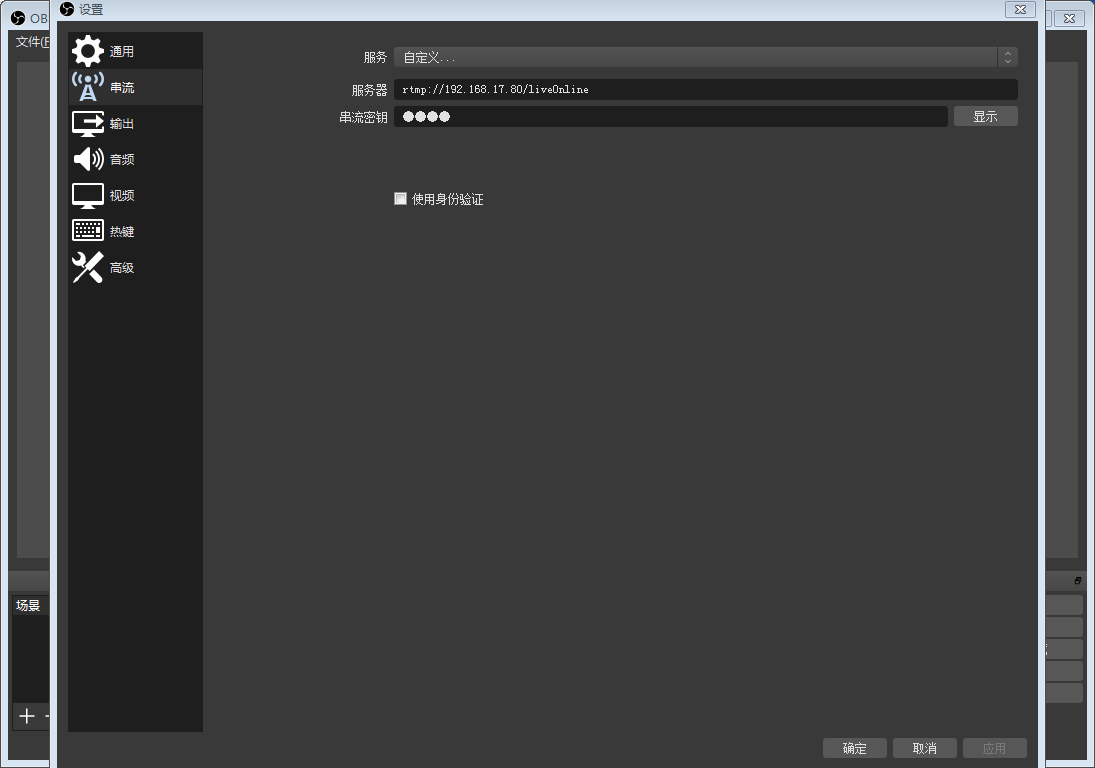 OB
设置
文件(F
通用
串流
输出
音频
视频
热键
高级
服务 自定义...
服务器 rtmp://192.168.17.80/liveOnline
串流密钥 ●●●● 显示
使用身份验证
场景
确定 取消 应用